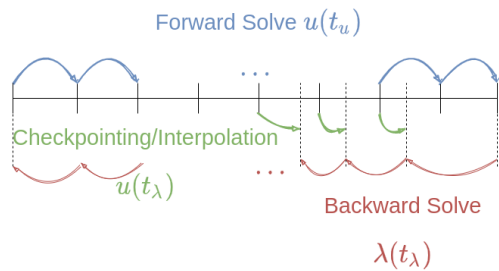 Forward Solve u(t_u)
...
Checkpointing/Interpolation
u(t_λ)
...
Backward Solve
λ(t_λ)